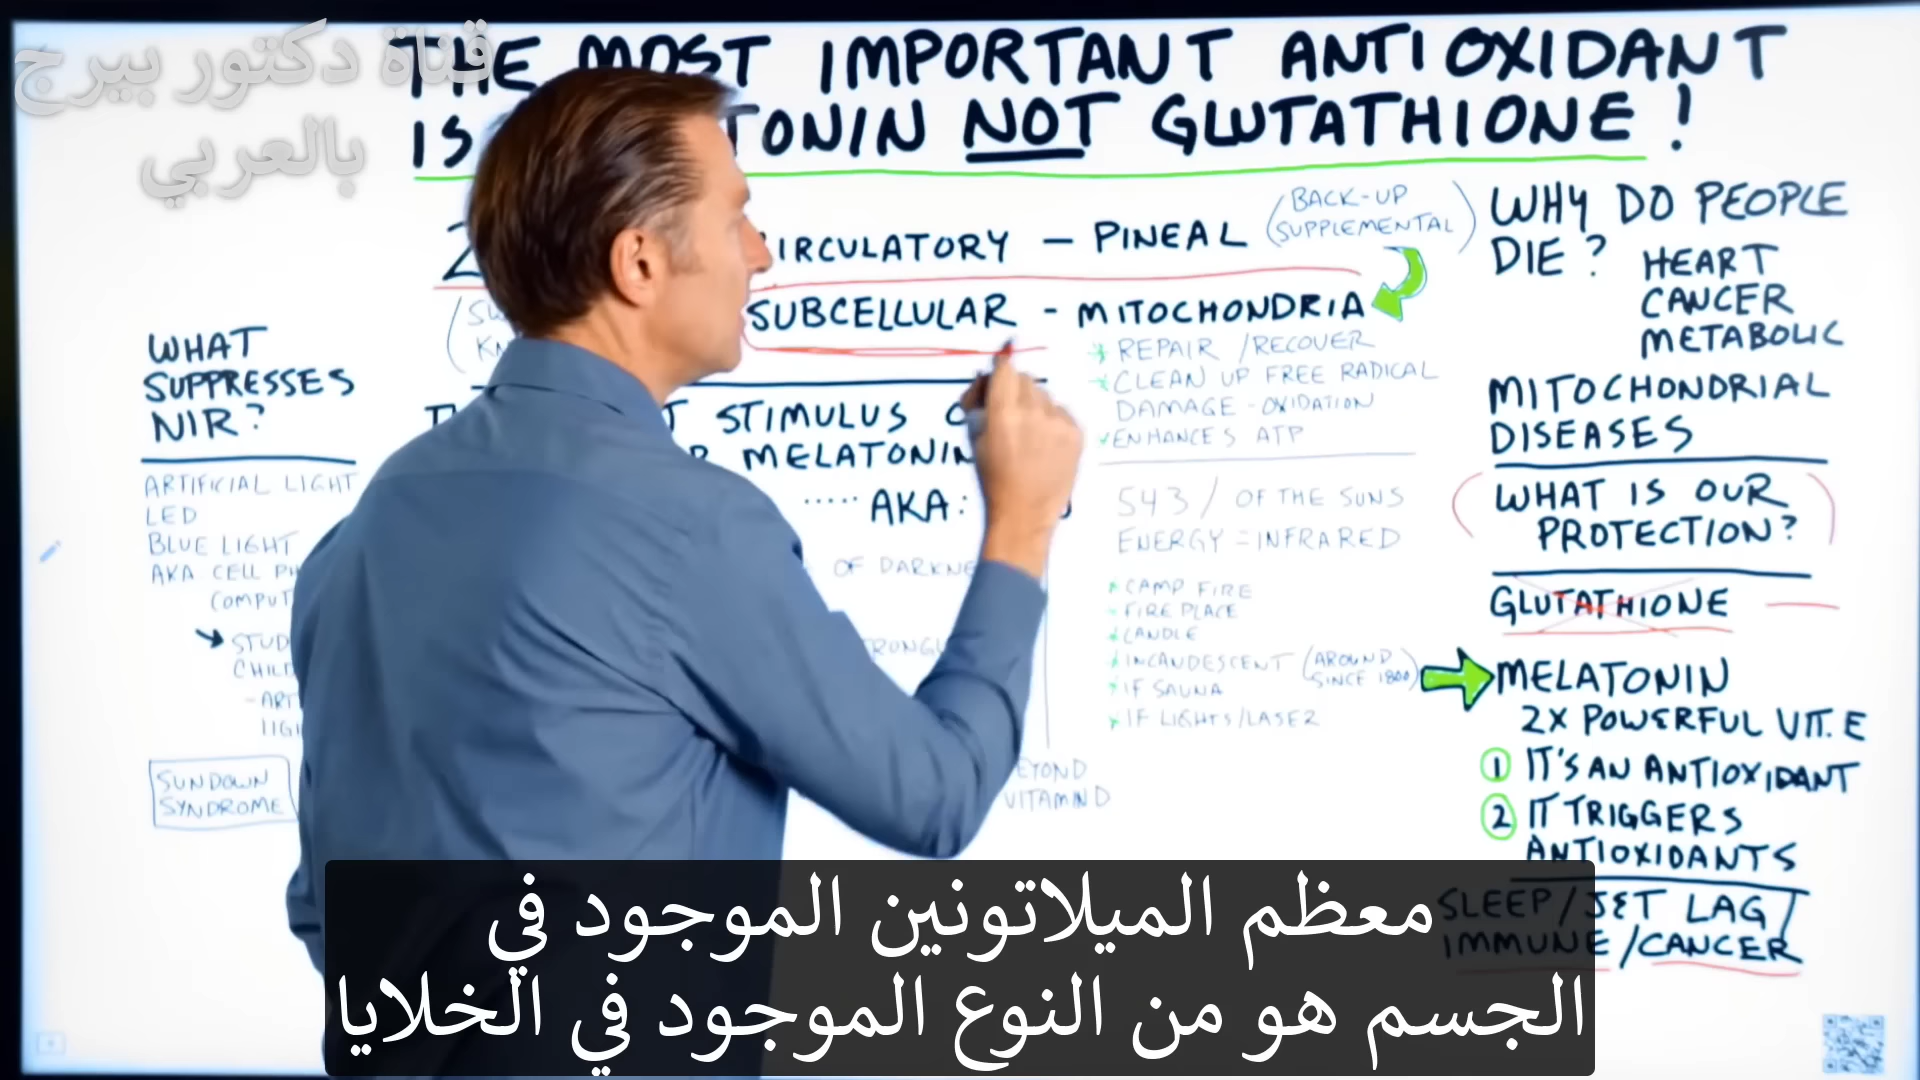 قناة دكتور بيرج
بالعربي
THE MOST IMPORTANT ANTIOXIDANT
IS NOT GLUTATHIONE!
2
CIRCULATORY - PINEAL
(BACK-UP
SUPPLEMENTAL)
SUBCELLULAR - MITOCHONDRIA
* REPAIR / RECOVER
CLEAN UP FREE RADICAL
DAMAGE - OXIDATION
ENHANCES ATP
WHAT
SUPPRESSES
NIR?
ARTIFICIAL LIGHT
LED
BLUE LIGHT
AKA CELL
CHILD
SUNDOWN
SYNDROME
STIMULUS
MELATONIN
..... AKA:
OF
VITAMIN D
OF THE SUNS
ENERGY = INFRARED
CAMP FIRE
FIRE PLACE
CANDLE
INCANDESCENT (AROUND
SINCE 1800)
IF SAUNA
IF LIGHTS/LASER
WHY DO PEOPLE
DIE? HEART
CANCER
METABOLIC
MITOCHONDRIAL
DISEASES
(WHAT IS OUR
PROTECTION?)
GLUTATHIONE
MELATONIN
2X POWERFUL VIT. E
1 IT'S AN ANTIOXIDANT
2 IT TRIGGERS
ANTIOXIDANTS
SLEEP / JET LAG /
IMMUNE / CANCER
معظم الميلاتونين الموجود في
الجسم هو من النوع الموجود في الخلايا